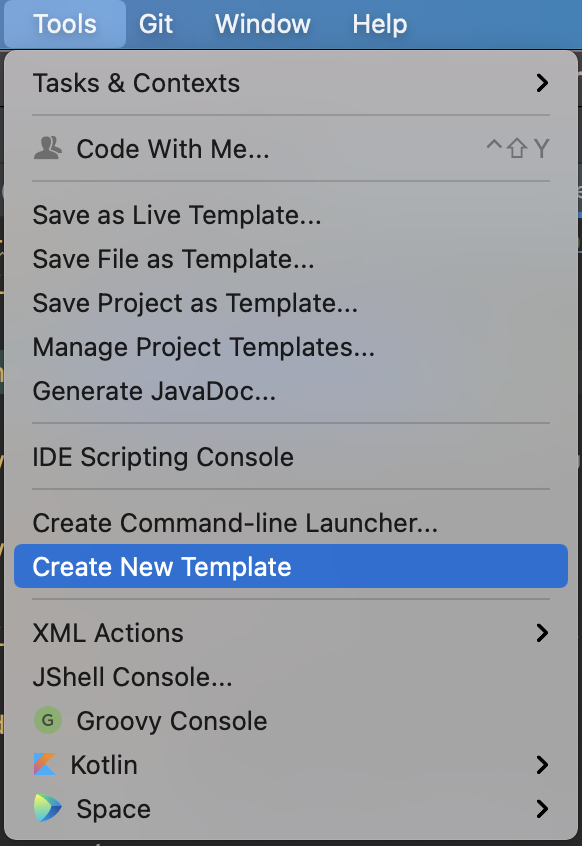 Tools Git Window Help
Tasks & Contexts
Code With Me... ^⇧Y
Save as Live Template...
Save File as Template...
Save Project as Template...
Manage Project Templates...
Generate JavaDoc...
IDE Scripting Console
Create Command-line Launcher...
Create New Template
XML Actions
JShell Console...
G Groovy Console
Kotlin
Space